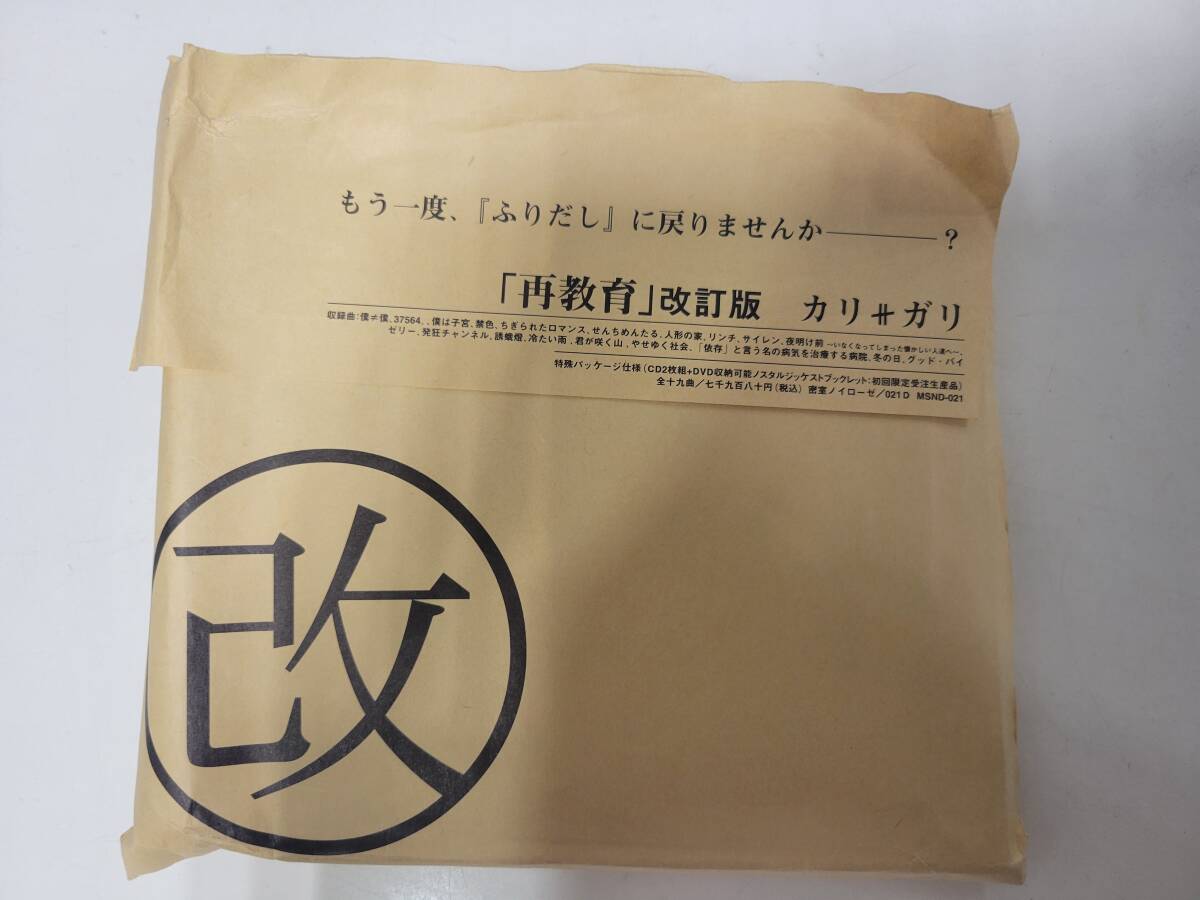 もう一度、『ふりだし』に戻りませんか―――?
「再教育」改訂版 カリ≠ガリ
収録曲:僕≠僕、37564。、僕は子宮、禁色、ちぎられたロマンス、せんちめんたる、人形の家、リンチ、サイレン、夜明け前 〜いなくなってしまった懐かしい人達へ〜、
ゼリー、発狂チャンネル、誘蛾燈、冷たい雨、君が咲く山、やせゆく社会、「依存」と言う名の病気を治療する病院、冬の日、グッド・バイ
特殊パッケージ仕様(CD2枚組+DVD収納可能ノスタルジッケストブックレット:初回限定受注生産品)
全十九曲/七千九百八十円(税込) 密室ノイローゼ/021D MSND-021
改